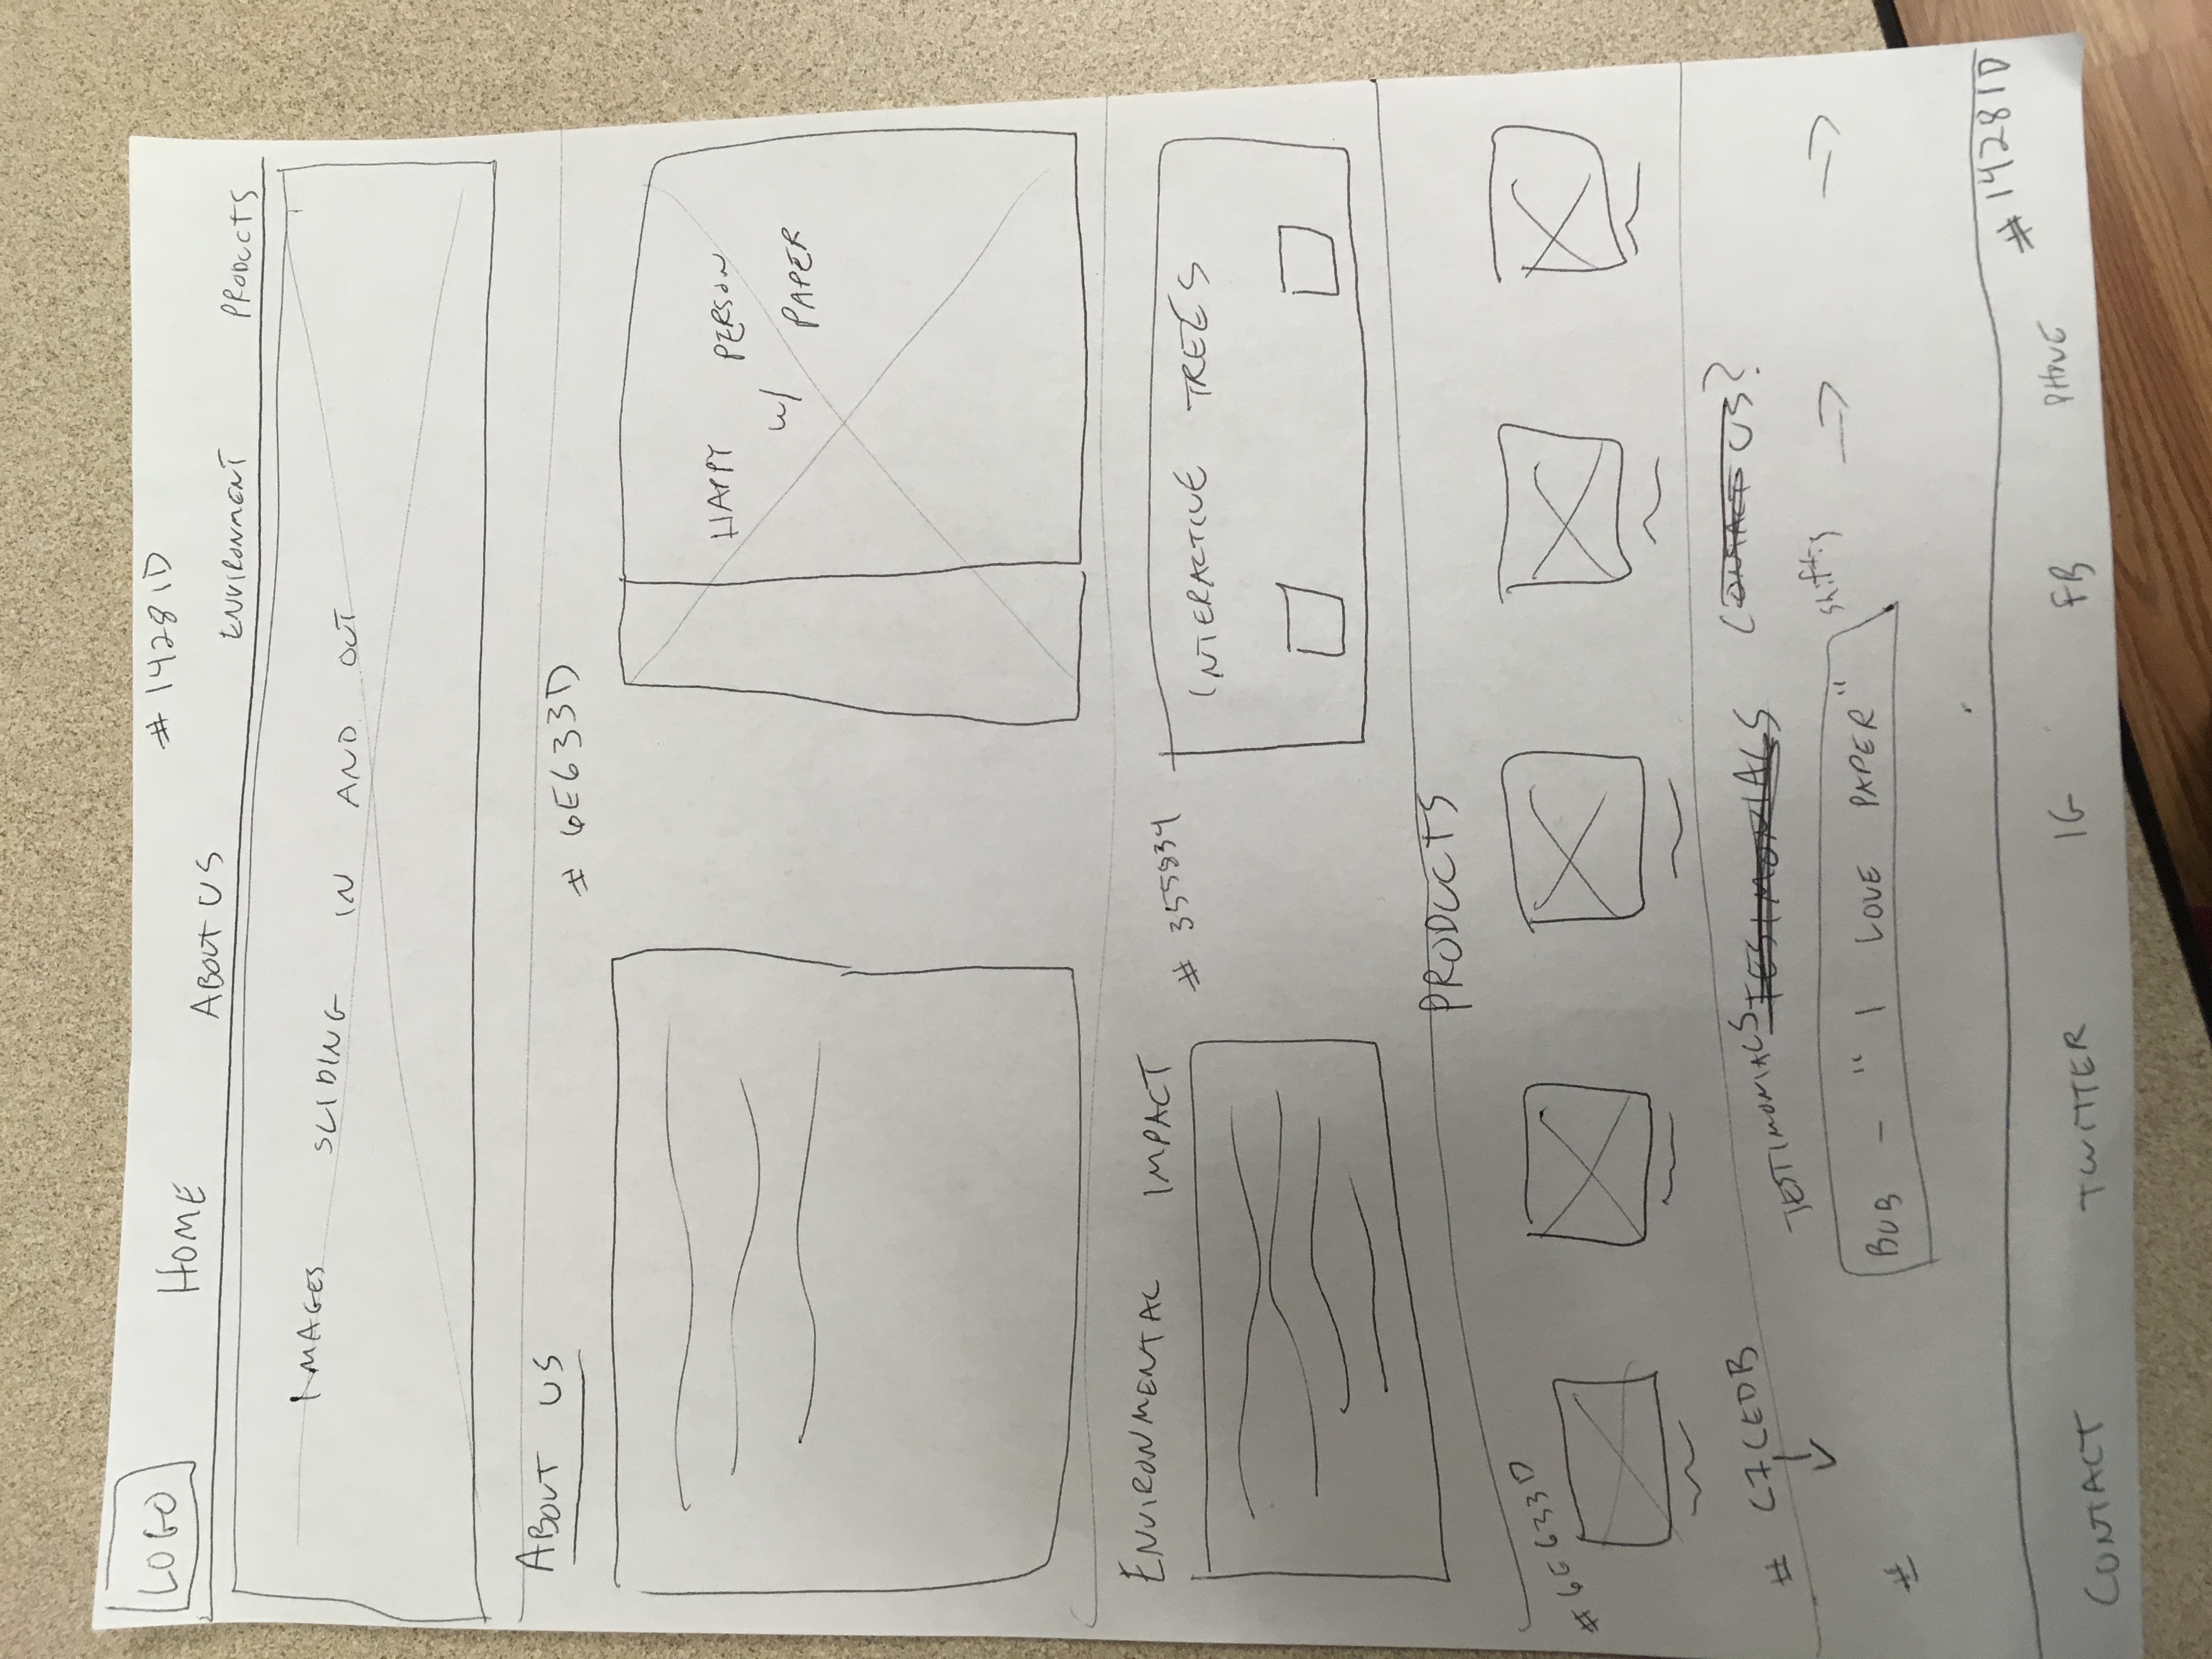 LOGO
HOME
ABOUT US
# 14281D
ENVIRONMENT
PRODUCTS
IMAGES SLIDING IN AND OUT
ABOUT US
# 6E633D
HAPPY PERSON
W/ PAPER
ENVIRONMENTAL IMPACT
# 355834
INTERACTIVE TREES
PRODUCTS
# 6E633D
# C7CEDB
TESTIMONIALS TESTIMONIALS CONTACT US?
BOB - "I LOVE PAPER"
shifting
#
# 14281D
CONTACT TWITTER IG FB PHONE